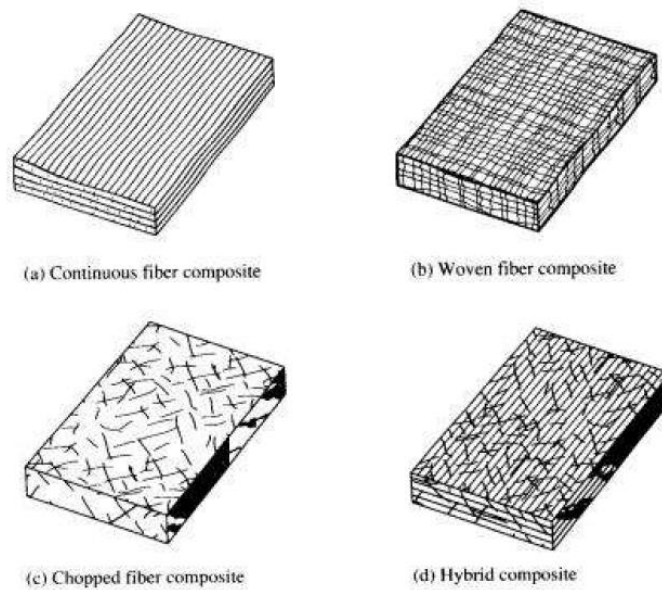 (a) Continuous fiber composite
(b) Woven fiber composite
(c) Chopped fiber composite
(d) Hybrid composite